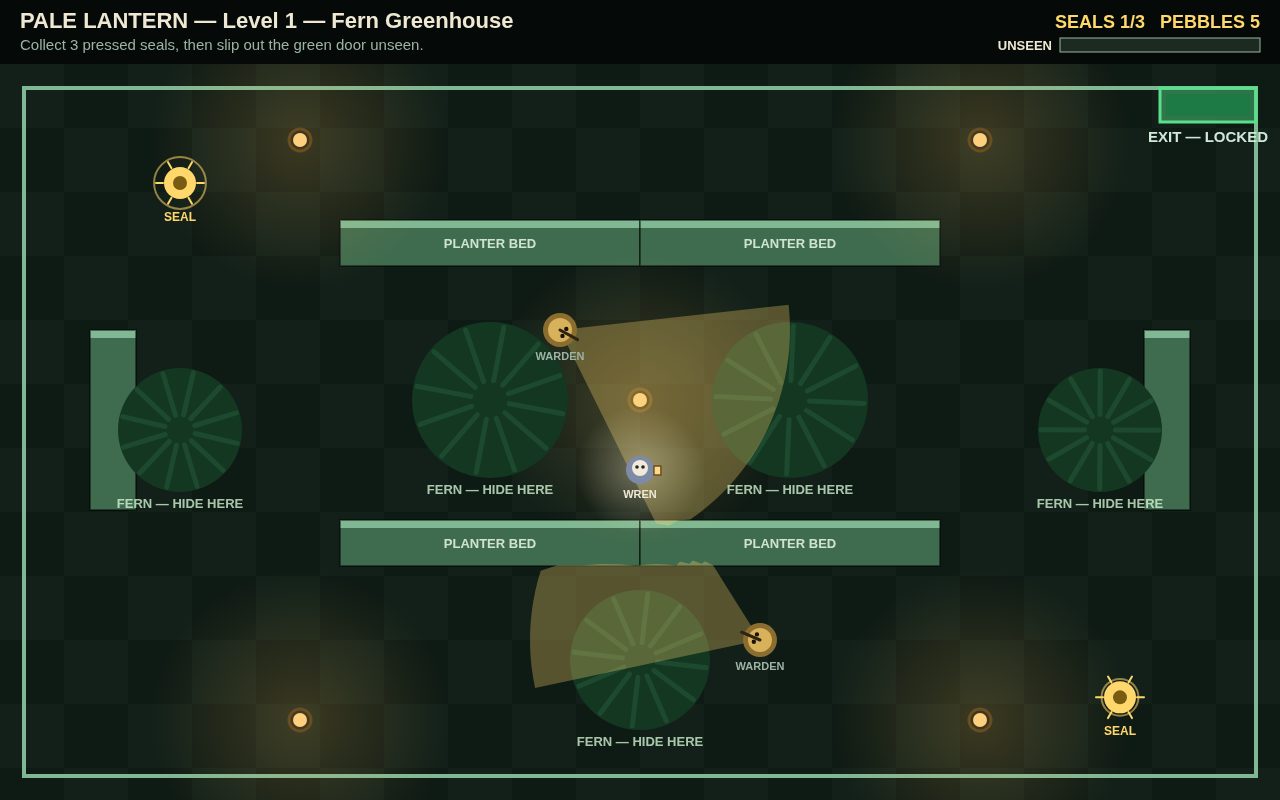 PALE LANTERN — Level 1 — Fern Greenhouse
SEALS 1/3 PEBBLES 5
Collect 3 pressed seals, then slip out the green door unseen.
UNSEEN
EXIT — LOCKED
SEAL
PLANTER BED
PLANTER BED
WARDEN
FERN — HIDE HERE
WREN
FERN — HIDE HERE
FERN — HIDE HERE
FERN — HIDE HERE
PLANTER BED
PLANTER BED
WARDEN
SEAL
FERN — HIDE HERE